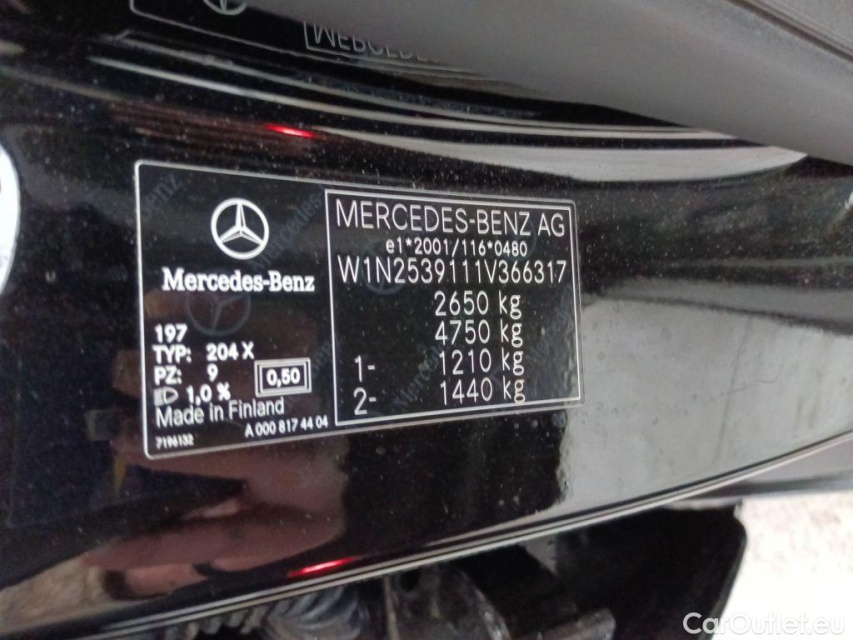 Mercedes-Benz
197
TYP: 204 X
PZ: 9
1,0 %
0,50
Made in Finland
A 000 817 44 04
7196132
MERCEDES-BENZ AG
e1*2001/116*0480
W1N2539111V366317
2650 kg
4750 kg
1- 1210 kg
2- 1440 kg
CarOutlet.eu